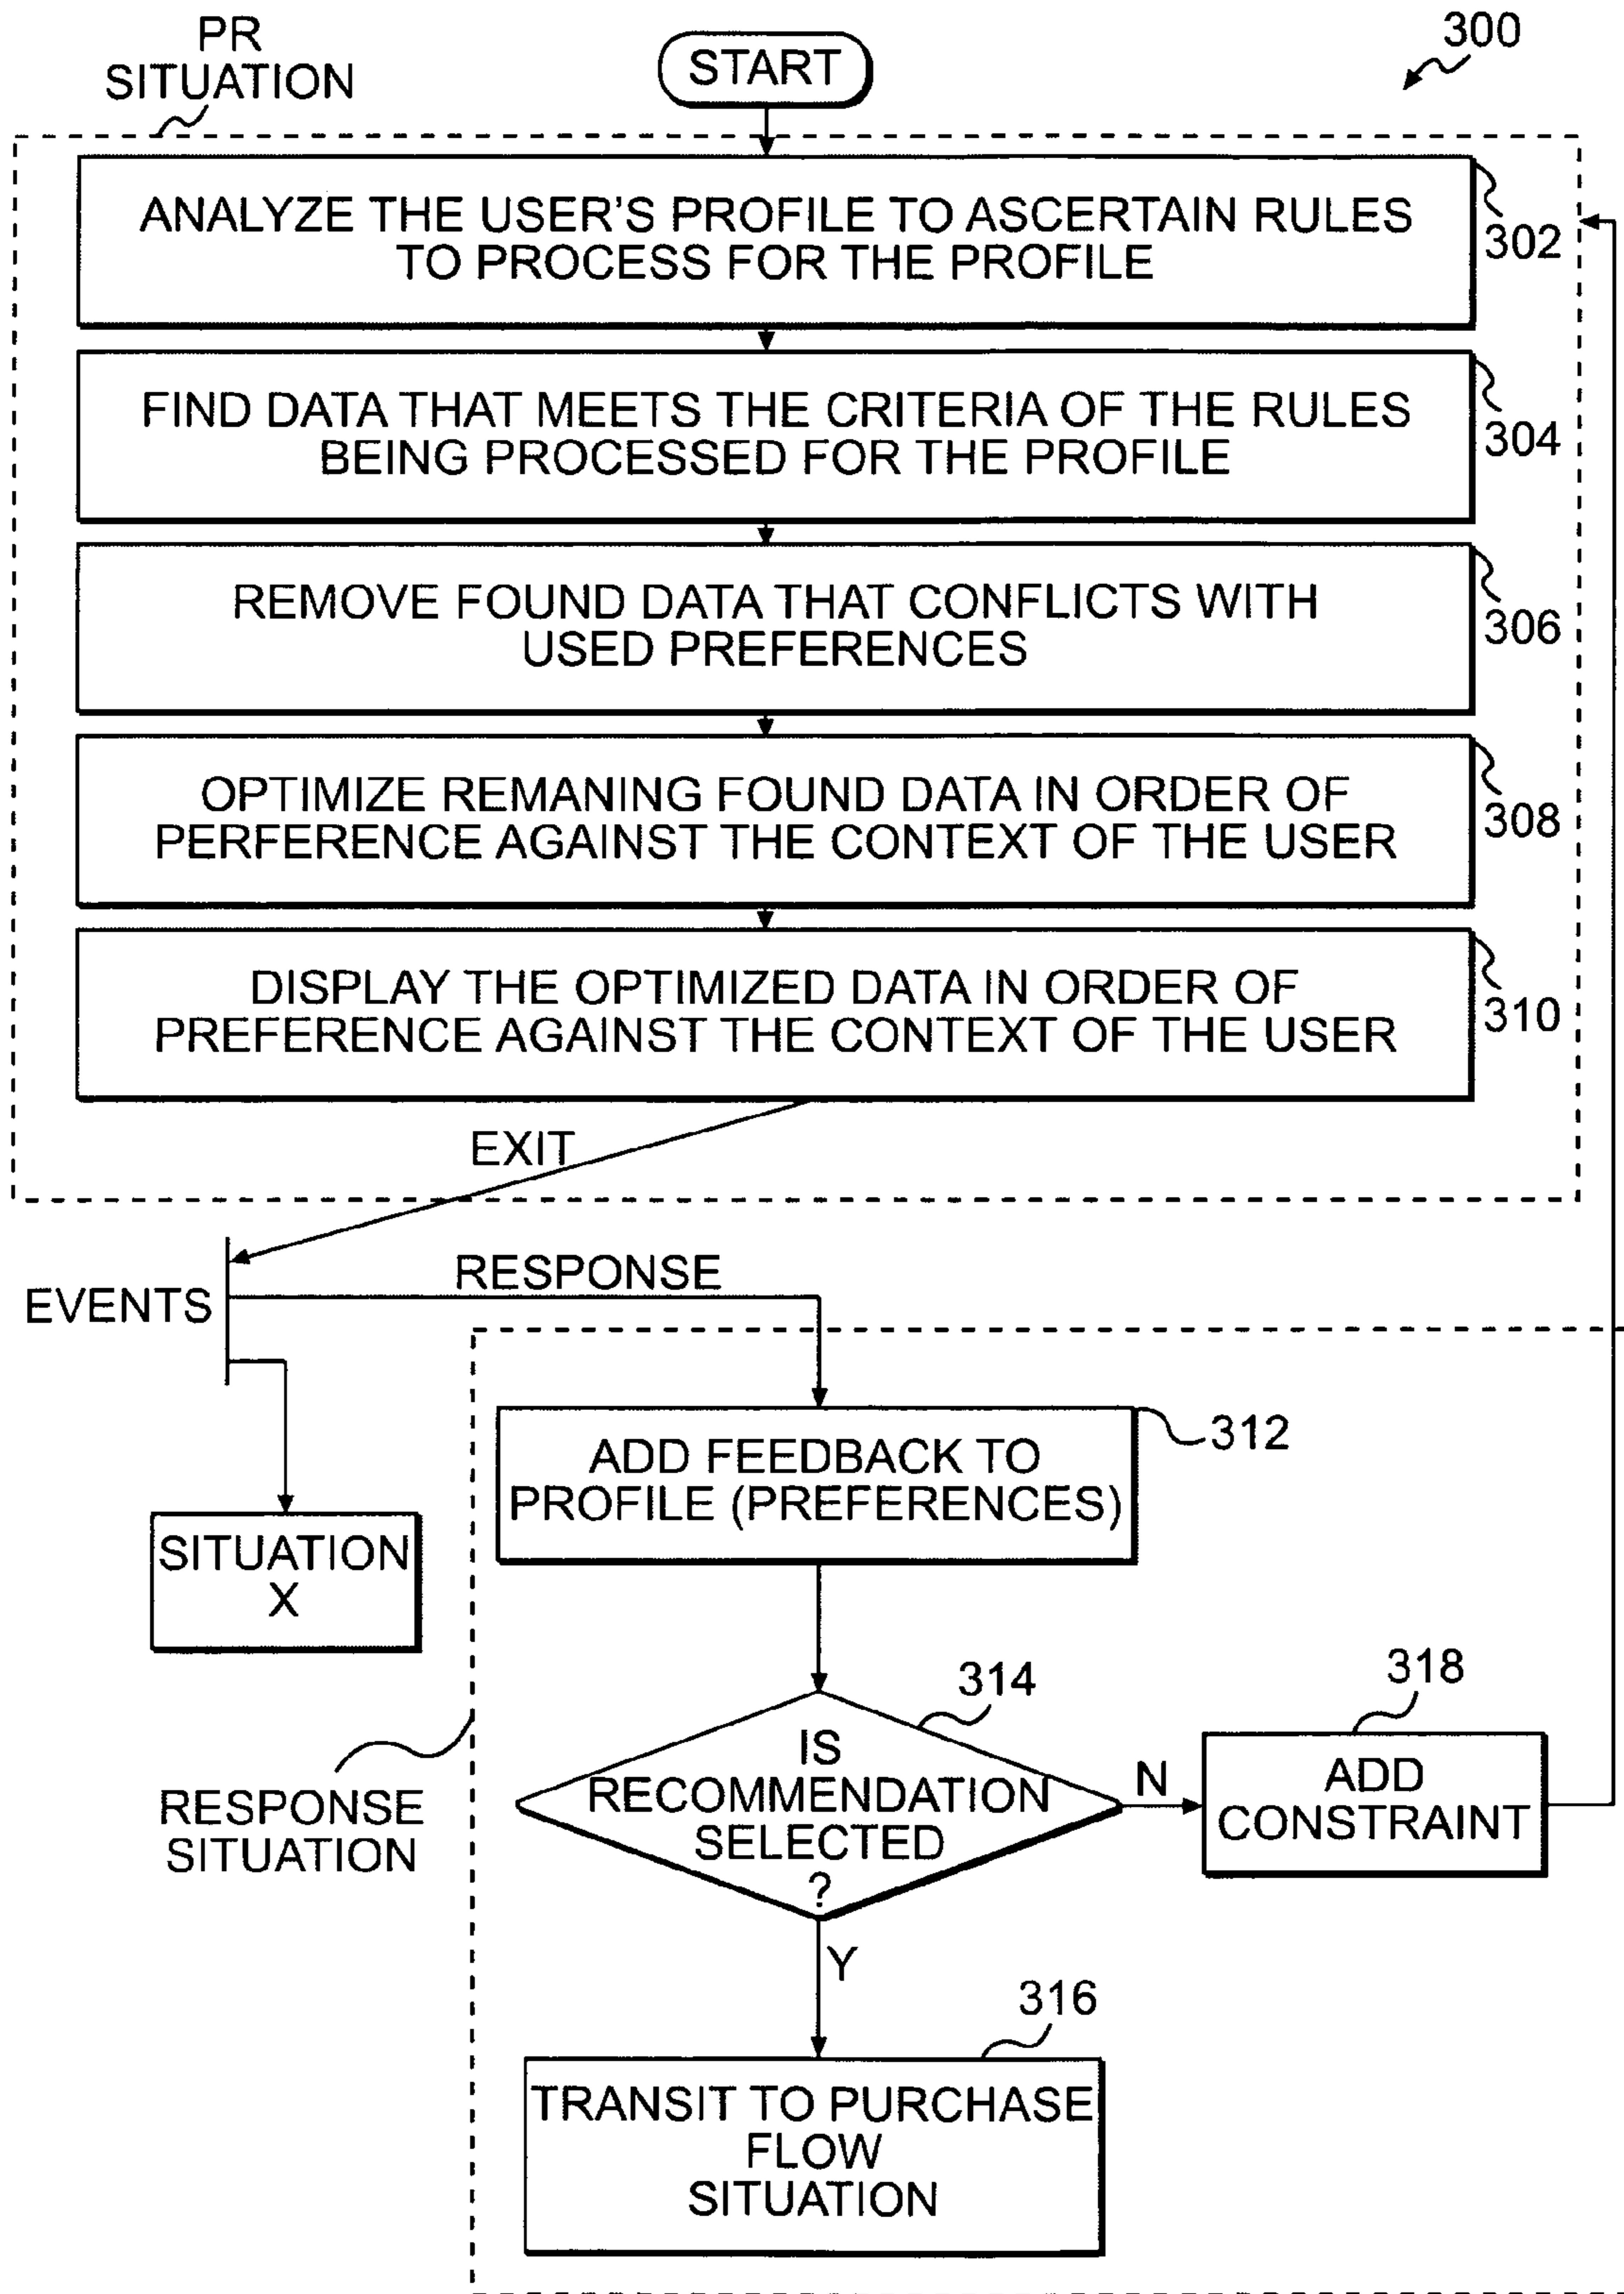 PR
SITUATION
START
300
ANALYZE THE USER'S PROFILE TO ASCERTAIN RULES
TO PROCESS FOR THE PROFILE
302
FIND DATA THAT MEETS THE CRITERIA OF THE RULES
BEING PROCESSED FOR THE PROFILE
304
REMOVE FOUND DATA THAT CONFLICTS WITH
USED PREFERENCES
306
OPTIMIZE REMANING FOUND DATA IN ORDER OF
PERFERENCE AGAINST THE CONTEXT OF THE USER
308
DISPLAY THE OPTIMIZED DATA IN ORDER OF
PREFERENCE AGAINST THE CONTEXT OF THE USER
310
EXIT
RESPONSE
EVENTS
ADD FEEDBACK TO
PROFILE (PREFERENCES)
312
SITUATION
X
314
IS
RECOMMENDATION
SELECTED
?
N
318
ADD
CONSTRAINT
RESPONSE
SITUATION
Y
316
TRANSIT TO PURCHASE
FLOW
SITUATION